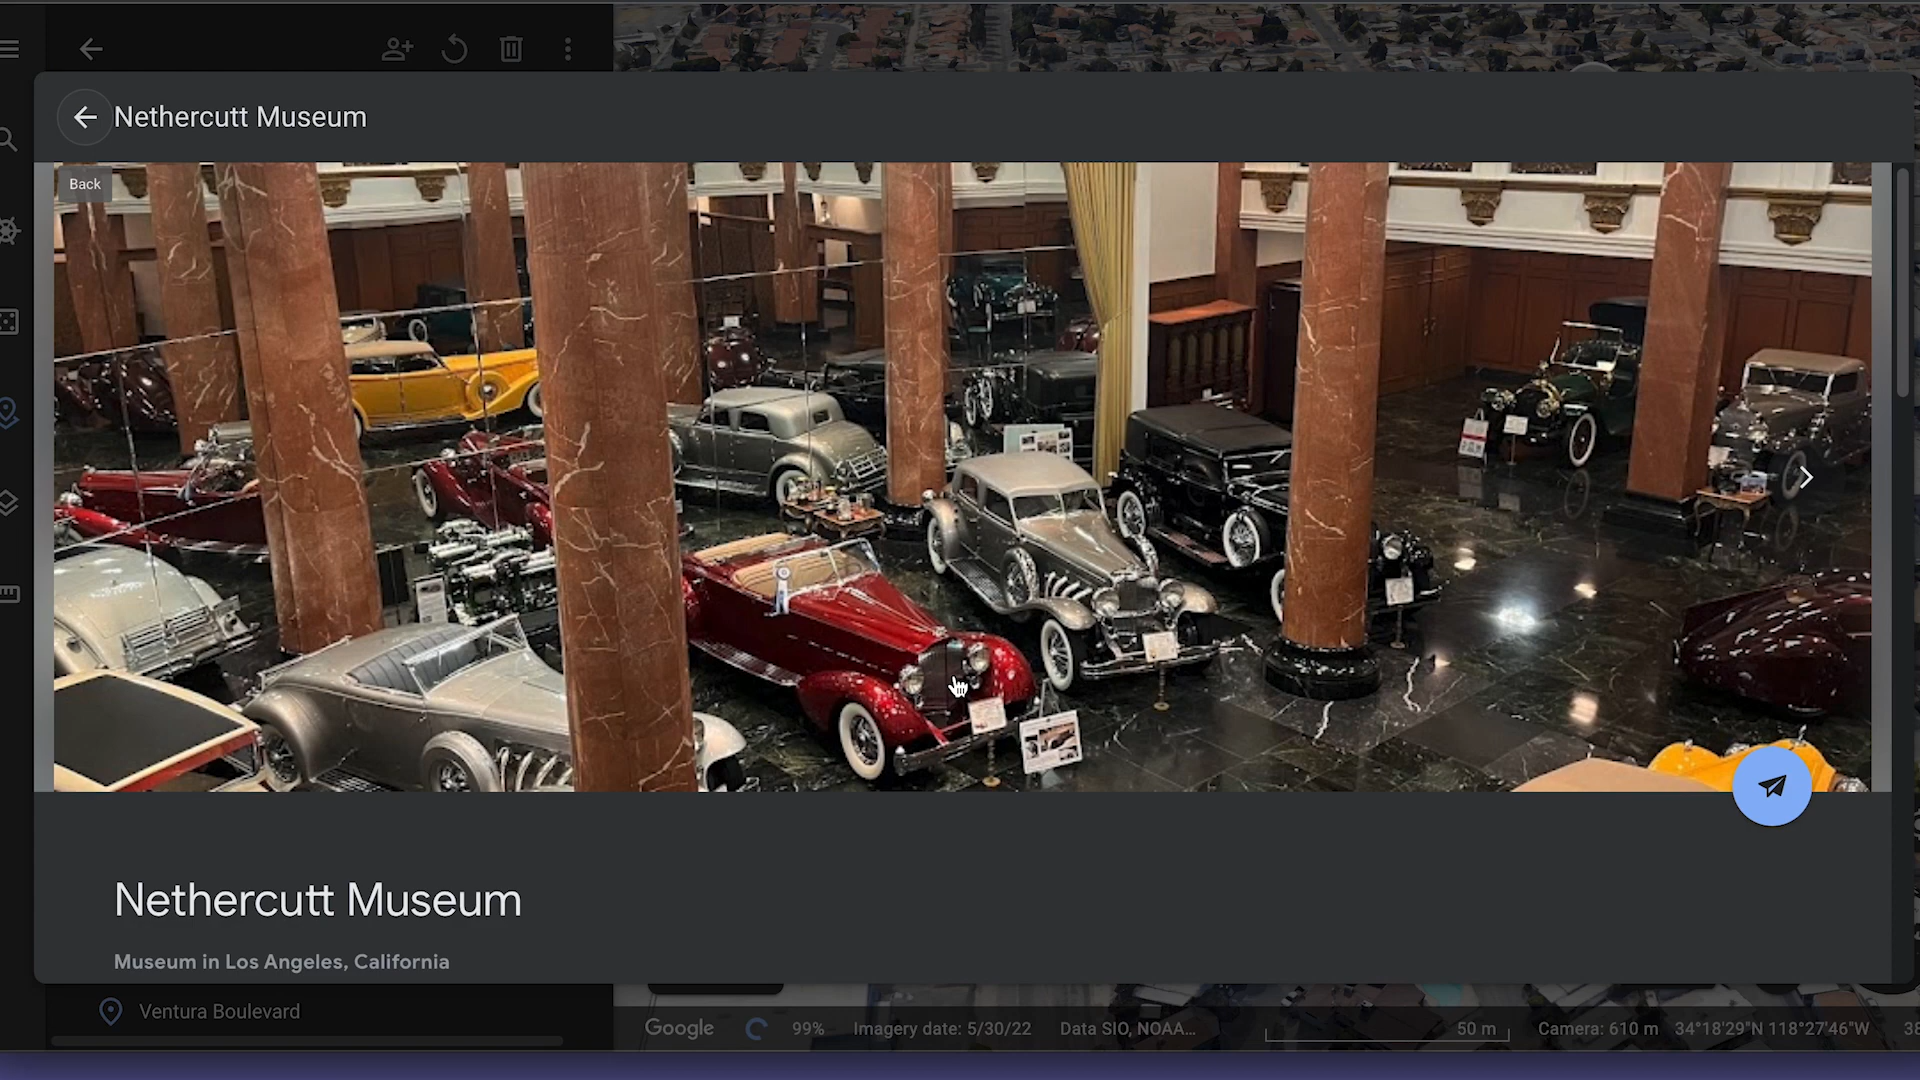 Nethercutt Museum
Back
Nethercutt Museum
Museum in Los Angeles, California
Ventura Boulevard
Google
99%
Imagery date: 5/30/22
Data SIO, NOAA...
50 m
Camera: 610 m
34°18'29"N 118°27'46"W
38